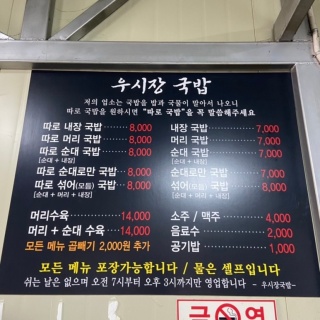 우시장 국밥
저희 업소는 국밥을 밥과 국물이 말아서 나오니
따로 국밥을 원하시면 "따로 국밥"을 꼭 말씀해주세요
따로 내장 국밥 8,000
따로 머리 국밥 8,000
따로 순대 국밥 8,000
(순대 + 내장)
따로 순대로만 국밥 8,000
따로 섞어(모듬) 국밥 8,000
(순대 + 내장)
머리수육 14,000
머리 + 순대 수육 14,000
모든 메뉴 곱빼기 2,000원 추가
내장 국밥 7,000
머리 국밥 7,000
순대 국밥 7,000
(순대 + 내장)
순대로만 국밥 7,000
섞어(모듬) 국밥 7,000
(순대 + 내장)
소주 / 맥주 4,000
음료수 2,000
공기밥 1,000
모든 메뉴 포장가능합니다 / 물은 셀프입니다
쉬는 날은 없으며 오전 7시부터 오후 3시까지만 영업합니다 - 우시장국밥-
금 연